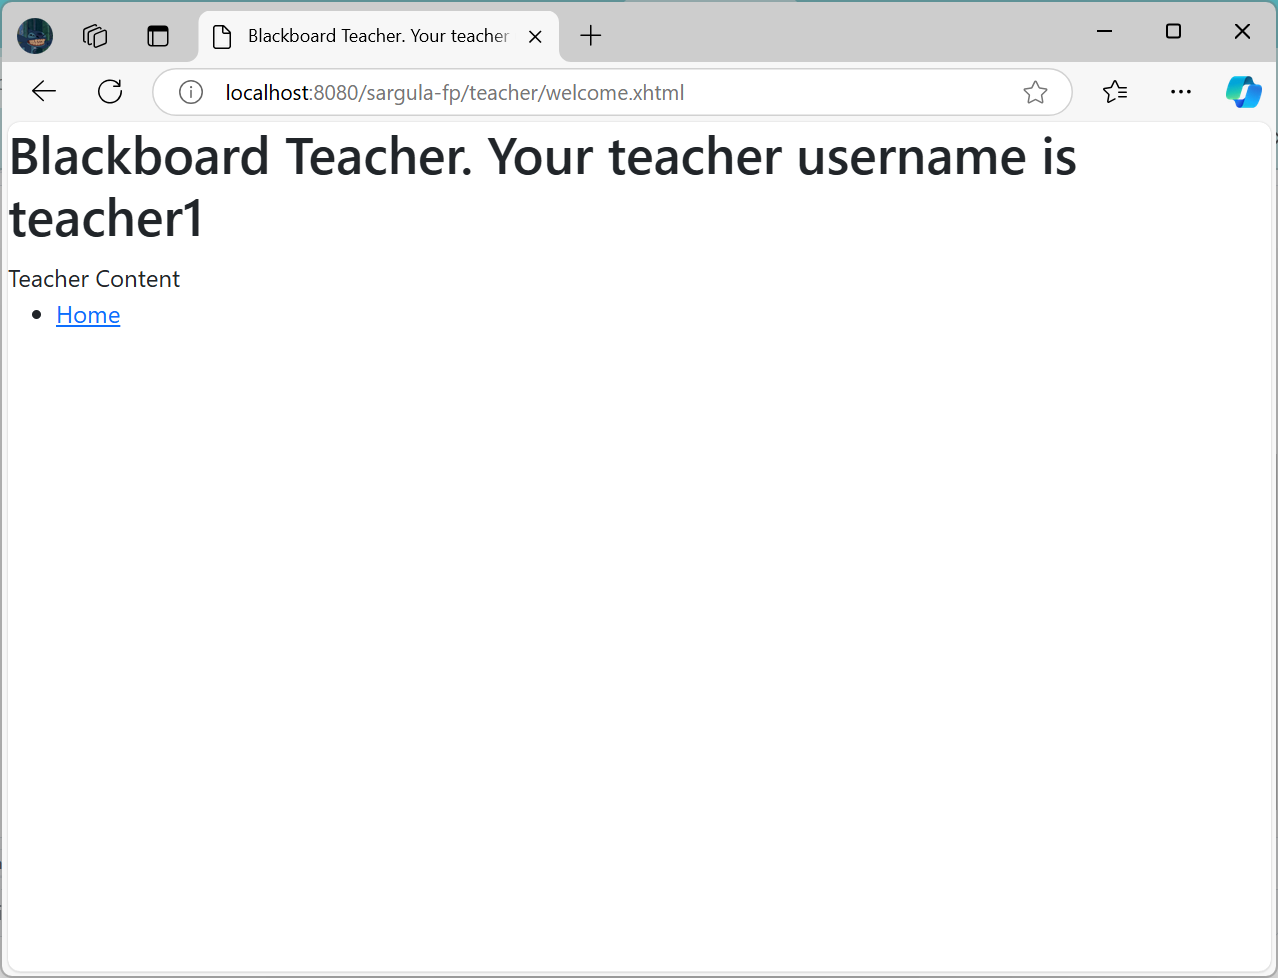 Blackboard Teacher. Your teacher
localhost:8080/sargula-fp/teacher/welcome.xhtml
Blackboard Teacher. Your teacher username is
teacher1
Teacher Content
Home